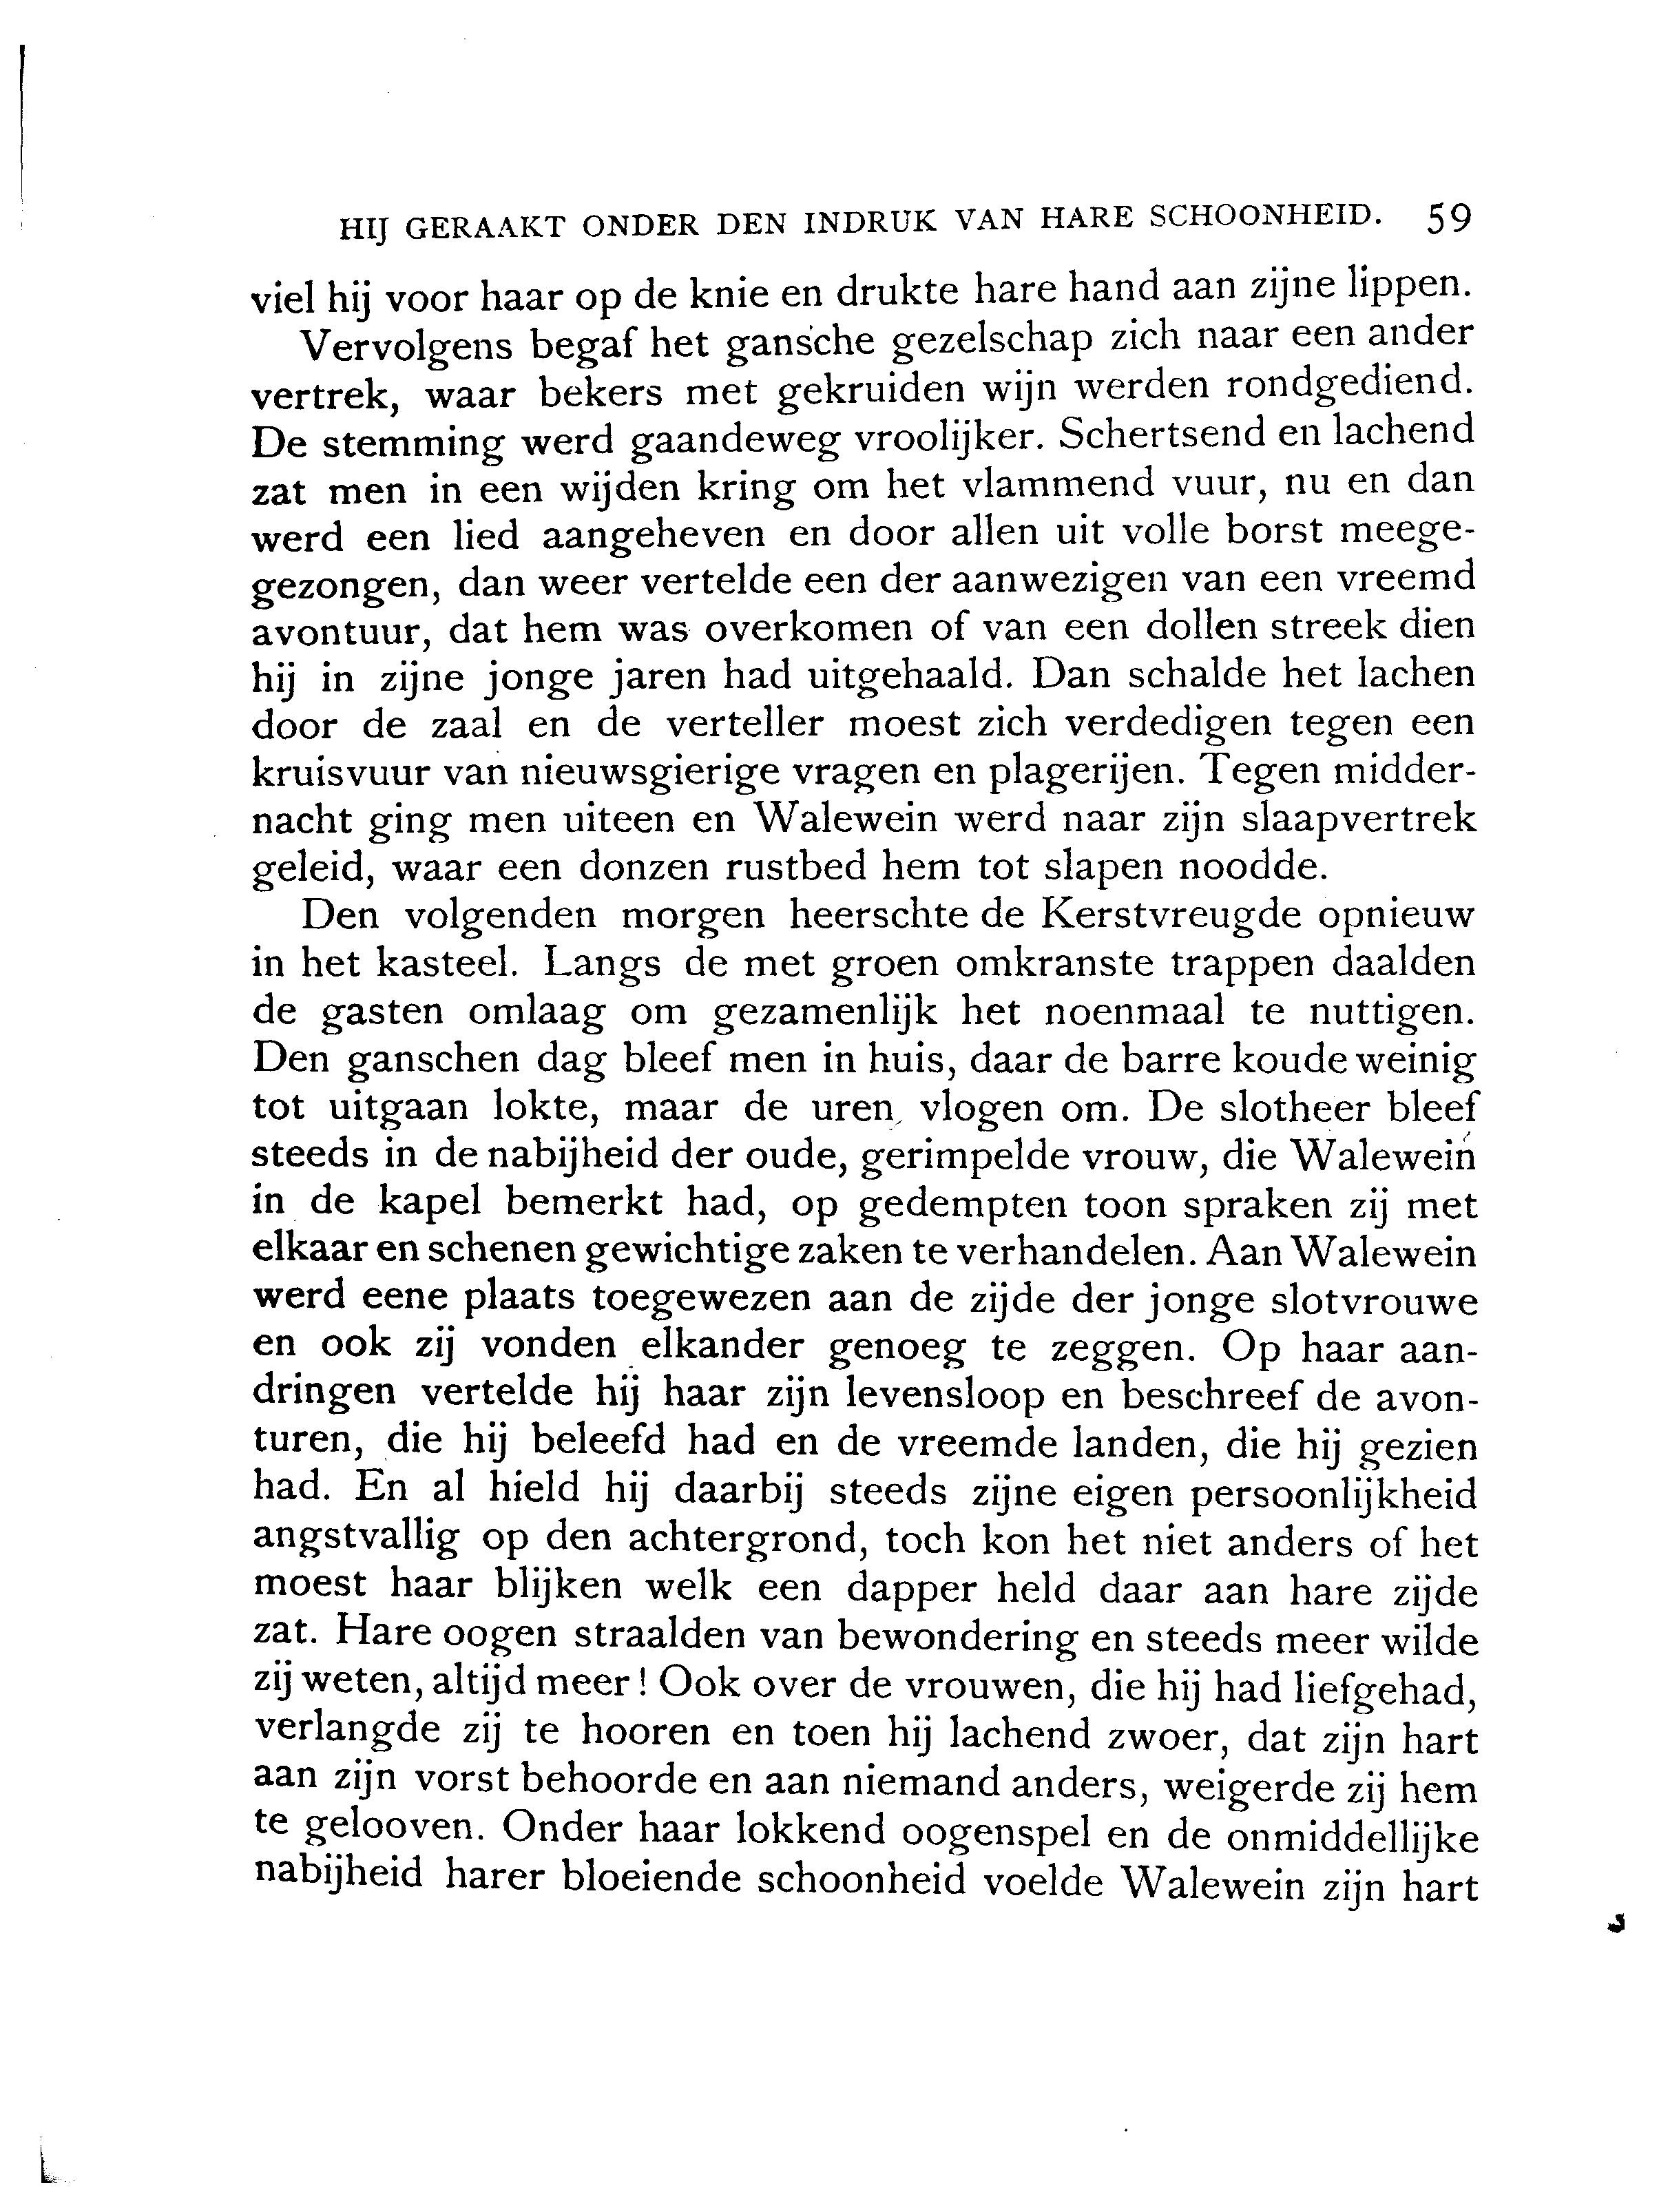 HIJ GERAAKT ONDER DEN INDRUK VAN HARE SCHOONHEID. 59
viel hij voor haar op de knie en drukte hare hand aan zijne lippen.
Vervolgens begaf het gansche gezelschap zich naar een ander
vertrek, waar bekers met gekruiden wijn werden rondgediend.
De stemming werd gaandeweg vroolijker. Schertsend en lachend
zat men in een wijden kring om het vlammend vuur, nu en dan
werd een lied aangeheven en door allen uit volle borst meege-
gezongen, dan weer vertelde een der aanwezigen van een vreemd
avontuur, dat hem was overkomen of van een dollen streek dien
hij in zijne jonge jaren had uitgehaald. Dan schalde het lachen
door de zaal en de verteller moest zich verdedigen tegen een
kruisvuur van nieuwsgierige vragen en plagerijen. Tegen midder-
nacht ging men uiteen en Walewein werd naar zijn slaapvertrek
geleid, waar een donzen rustbed hem tot slapen noodde.
Den volgenden morgen heerschte de Kerstvreugde opnieuw
in het kasteel. Langs de met groen omkranste trappen daalden
de gasten omlaag om gezamenlijk het noenmaal te nuttigen.
Den ganschen dag bleef men in huis, daar de barre koude weinig
tot uitgaan lokte, maar de uren vlogen om. De slotheer bleef
steeds in de nabijheid der oude, gerimpelde vrouw, die Walewein
in de kapel bemerkt had, op gedempten toon spraken zij met
elkaar en schenen gewichtige zaken te verhandelen. Aan Walewein
werd eene plaats toegewezen aan de zijde der jonge slotvrouwe
en ook zij vonden elkander genoeg te zeggen. Op haar aan-
dringen vertelde hij haar zijn levensloop en beschreef de avon-
turen, die hij beleefd had en de vreemde landen, die hij gezien
had. En al hield hij daarbij steeds zijne eigen persoonlijkheid
angstvallig op den achtergrond, toch kon het niet anders of het
moest haar blijken welk een dapper held daar aan hare zijde
zat. Hare oogen straalden van bewondering en steeds meer wilde
zij weten, altijd meer! Ook over de vrouwen, die hij had liefgehad,
verlangde zij te hooren en toen hij lachend zwoer, dat zijn hart
aan zijn vorst behoorde en aan niemand anders, weigerde zij hem
te gelooven. Onder haar lokkend oogenspel en de onmiddellijke
nabijheid harer bloeiende schoonheid voelde Walewein zijn hart